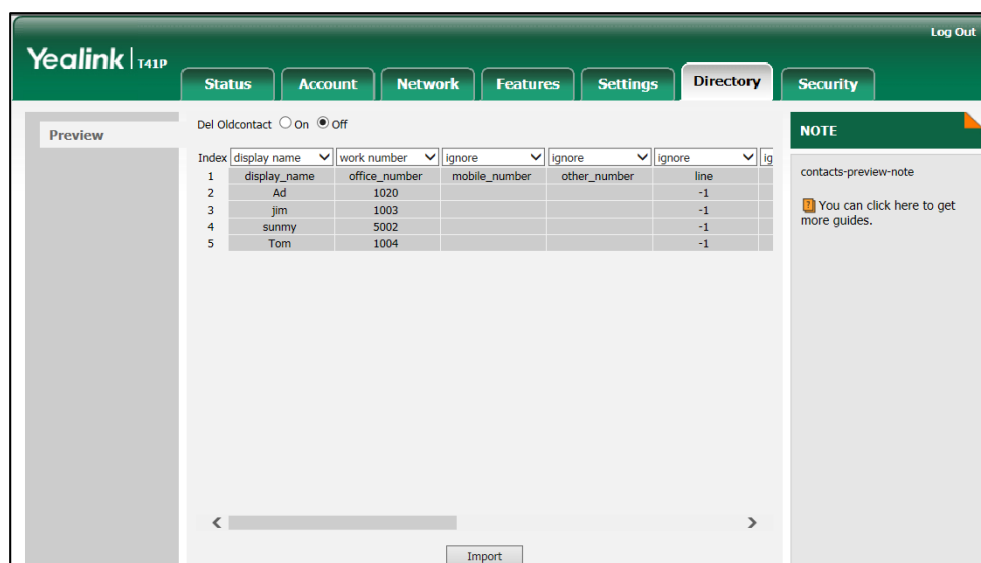 Log Out
Yealink T41P
Status Account Network Features Settings Directory Security
Preview
Del Oldcontact On Off
Index display name work number ignore ignore ignore ig
1 display_name office_number mobile_number other_number line
2 Ad 1020 -1
3 jim 1003 -1
4 sunmy 5002 -1
5 Tom 1004 -1
Import
NOTE
contacts-preview-note
You can click here to get
more guides.